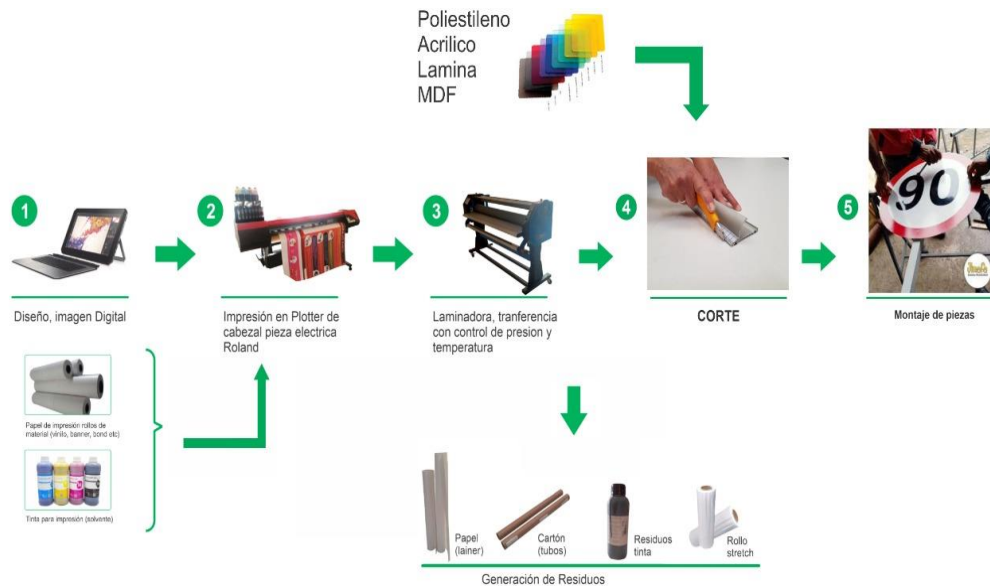 Poliestileno
Acrilico
Lamina
MDF
1
2
3
4
5
90
Diseño, imagen Digital
Impresión en Plotter de
cabezal pieza electrica
Roland
Laminadora, tranferencia
con control de presion y
temperatura
CORTE
Montaje de piezas
Papel de impresión rollos de
material (vinilo, banner, bond etc)
Tinta para impresión (solvente)
Papel
(lainer)
Cartón
(tubos)
Residuos
tinta
Rollo
stretch
Generación de Residuos